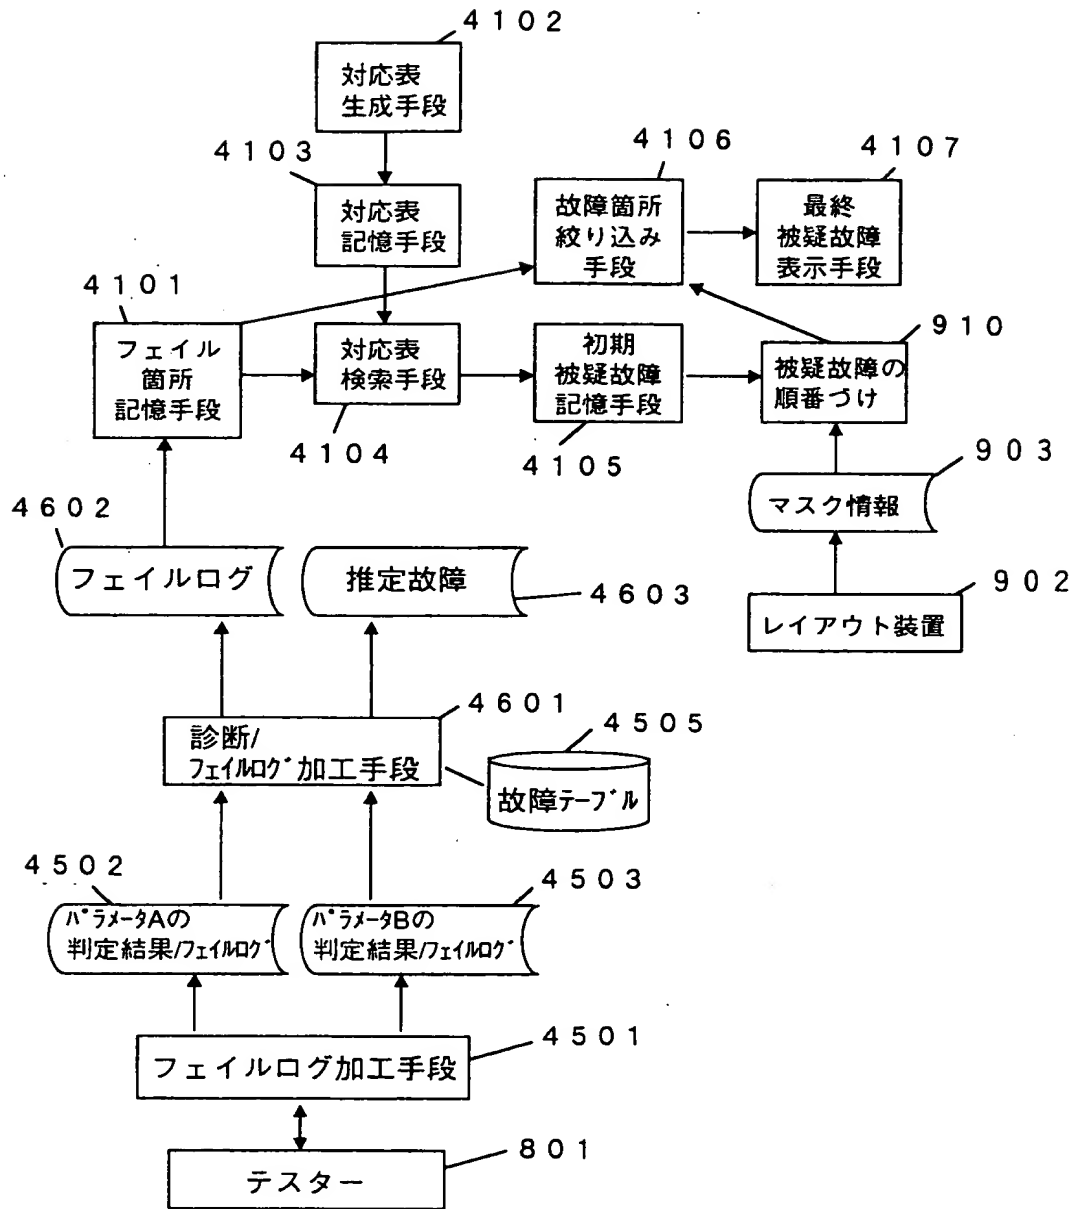 4102
対応表
生成手段
4103
対応表
記憶手段
4106
故障箇所
絞り込み
手段
4107
最終
被疑故障
表示手段
4101
フェイル
箇所
記憶手段
対応表
検索手段
4104
初期
被疑故障
記憶手段
4105
910
被疑故障の
順番づけ
903
マスク情報
902
レイアウト装置
4602
フェイルログ
推定故障
4603
4601
診断/
ﾌｪｲﾙﾛｸﾞ加工手段
4505
故障ﾃｰﾌﾞﾙ
4502
ﾊﾟﾗﾒｰﾀAの
判定結果/ﾌｪｲﾙﾛｸﾞ
4503
ﾊﾟﾗﾒｰﾀBの
判定結果/ﾌｪｲﾙﾛｸﾞ
4501
フェイルログ加工手段
801
テスター